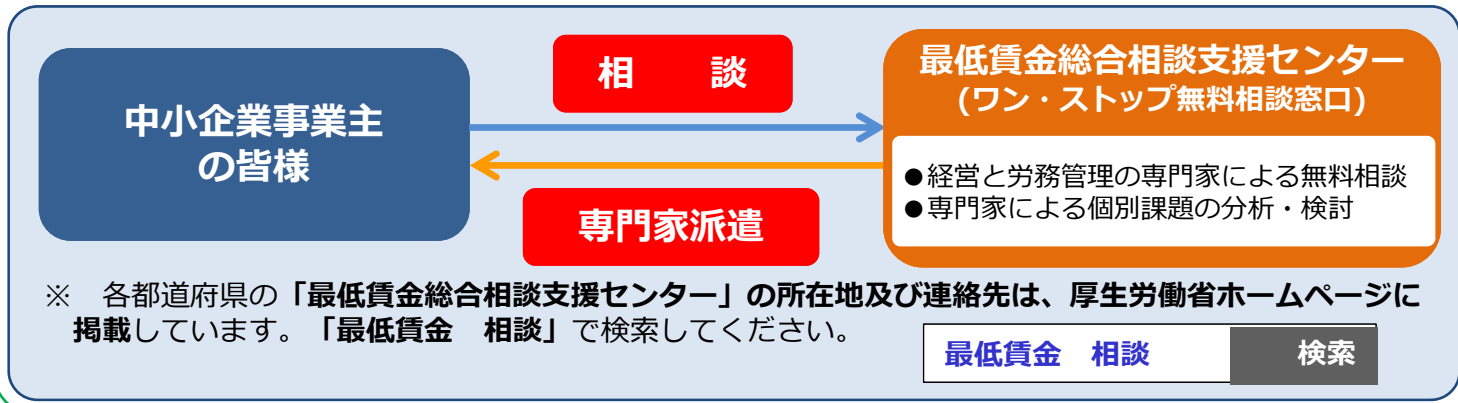 相　　談
中小企業事業主
の皆様
専門家派遣
最低賃金総合相談支援センター
(ワン・ストップ無料相談窓口)
●経営と労務管理の専門家による無料相談
●専門家による個別課題の分析・検討
※　各都道府県の「最低賃金総合相談支援センター」の所在地及び連絡先は、厚生労働省ホームページに
掲載しています。「最低賃金　相談」で検索してください。
最低賃金　相談　　検索